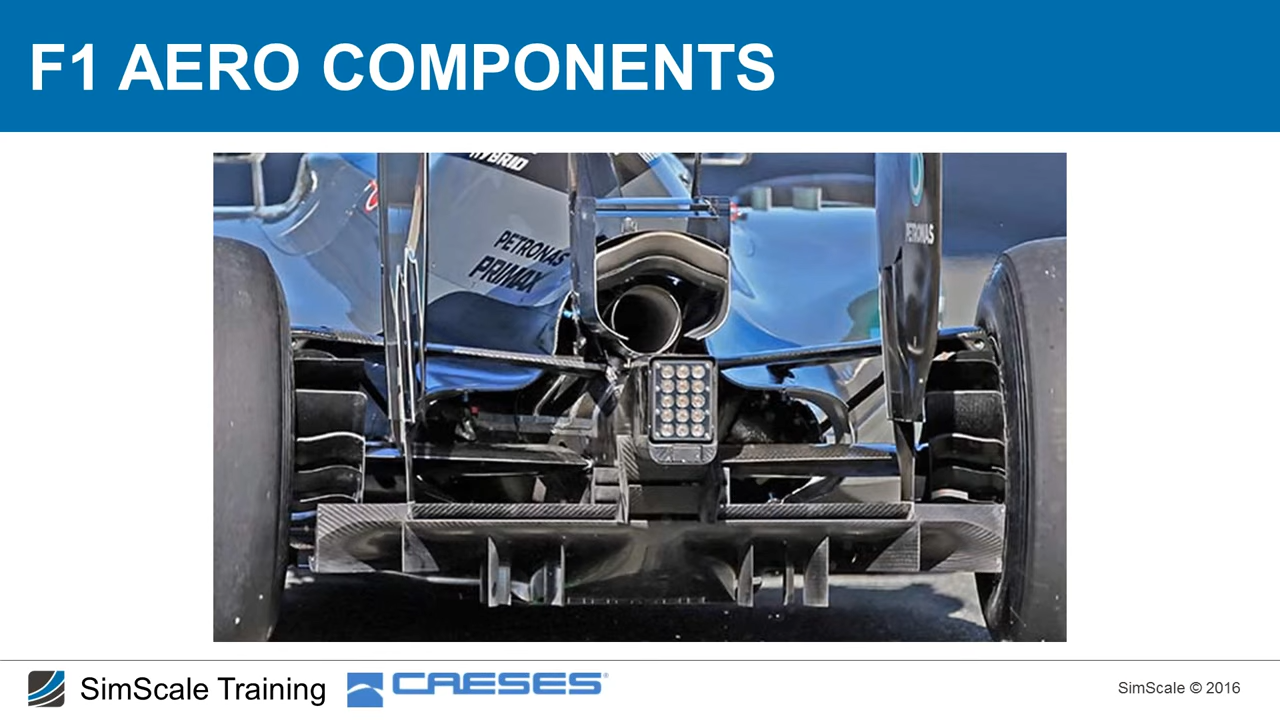 F1 AERO COMPONENTS
HYBRID
PETRONAS
PRIMAX
PETRONAS
SimScale Training
CAESES®
SimScale © 2016